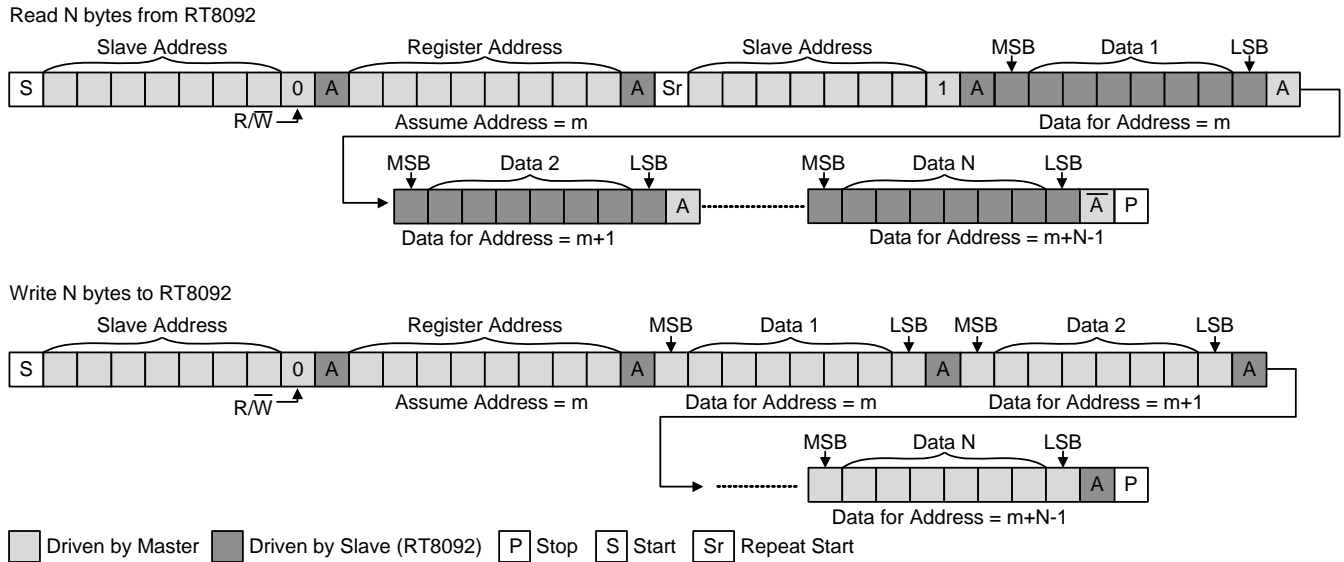 Read N bytes from RT8092
Slave Address Register Address Slave Address MSB Data 1 LSB
S 0 A A Sr 1 A A
R/W̅ Assume Address = m Data for Address = m
MSB Data 2 LSB MSB Data N LSB
A A̅ P
Data for Address = m+1 Data for Address = m+N-1
Write N bytes to RT8092
Slave Address Register Address MSB Data 1 LSB MSB Data 2 LSB
S 0 A A A A
R/W̅ Assume Address = m Data for Address = m Data for Address = m+1
MSB Data N LSB
A P
Data for Address = m+N-1
Driven by Master Driven by Slave (RT8092) P Stop S Start Sr Repeat Start